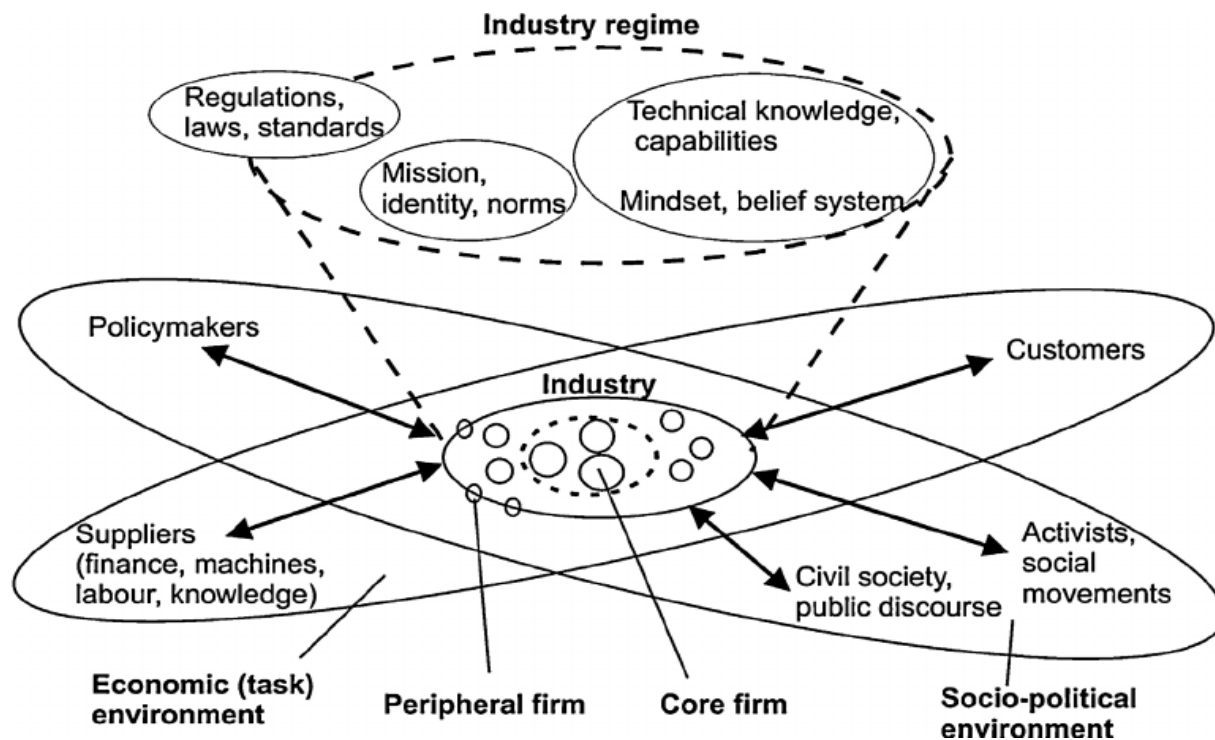 Industry regime
Regulations,
laws, standards
Technical knowledge,
capabilities
Mission,
identity, norms
Mindset, belief system
Policymakers
Customers
Industry
Suppliers
(finance, machines,
labour, knowledge)
Civil society,
public discourse
Activists,
social
movements
Economic (task)
environment
Peripheral firm
Core firm
Socio-political
environment